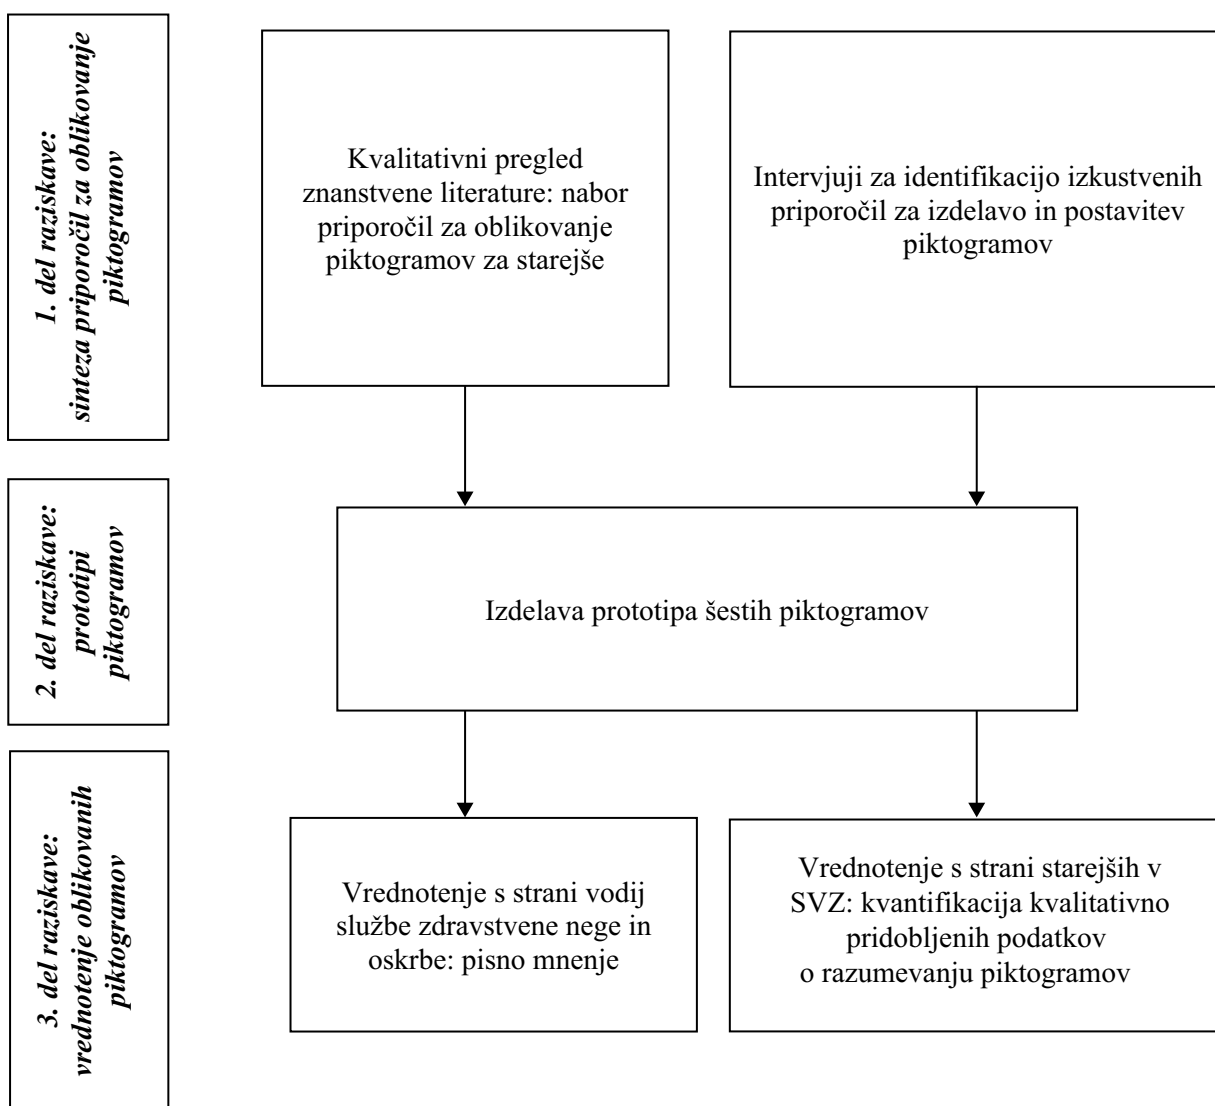 1. del raziskave:
sinteza priporočil za oblikovanje
piktogramov
Kvalitativni pregled
znanstvene literature: nabor
priporočil za oblikovanje
piktogramov za starejše
Intervjuji za identifikacijo izkustvenih
priporočil za izdelavo in postavitev
piktogramov
2. del raziskave:
prototipi
piktogramov
Izdelava prototipa šestih piktogramov
3. del raziskave:
vrednotenje oblikovanih
piktogramov
Vrednotenje s strani vodij
službe zdravstvene nege in
oskrbe: pisno mnenje
Vrednotenje s strani starejših v
SVZ: kvantifikacija kvalitativno
pridobljenih podatkov
o razumevanju piktogramov